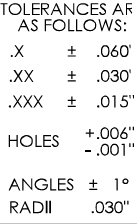 TOLERANCES AR
AS FOLLOWS:
.X ± .060'
.XX ± .030'
.XXX ± .015"
HOLES +.006"
-.001"
ANGLES ± 1°
RADII .030"